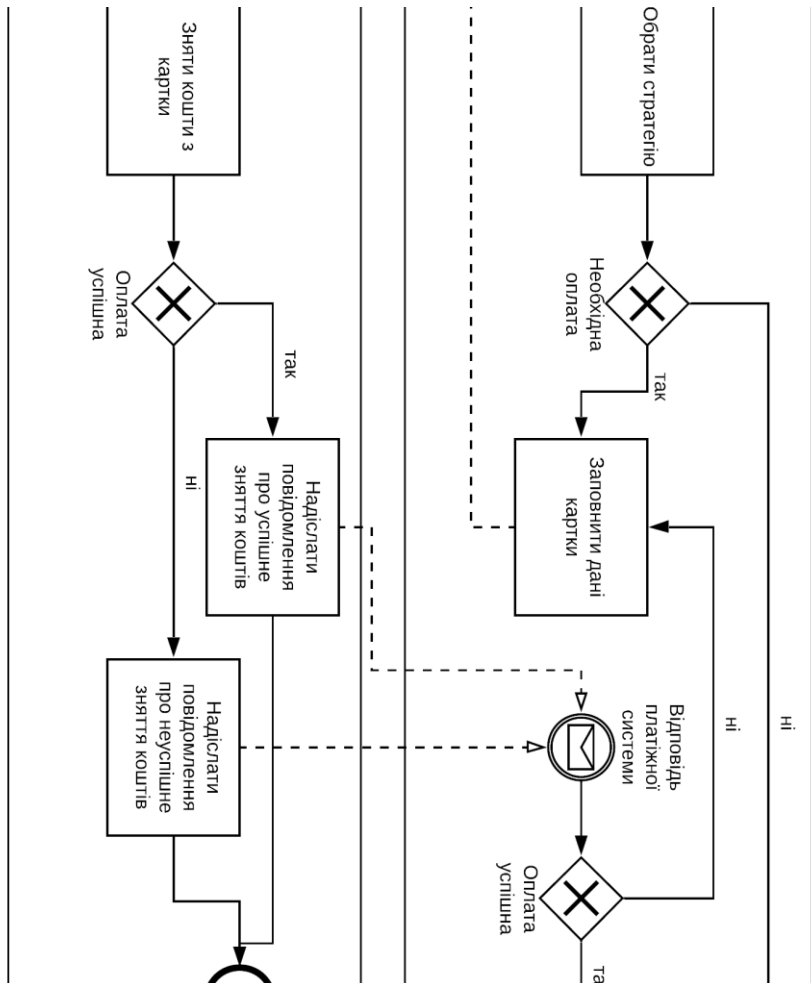 Обрати стратегію
Необхідна
оплата
так
ні
Заповнити дані
картки
ні
Відповідь
платіжної
системи
Оплата
успішна
Зняти кошти з
картки
Оплата
успішна
так
ні
Надіслати
повідомлення
про успішне
зняття коштів
Надіслати
повідомлення
про неуспішне
зняття коштів